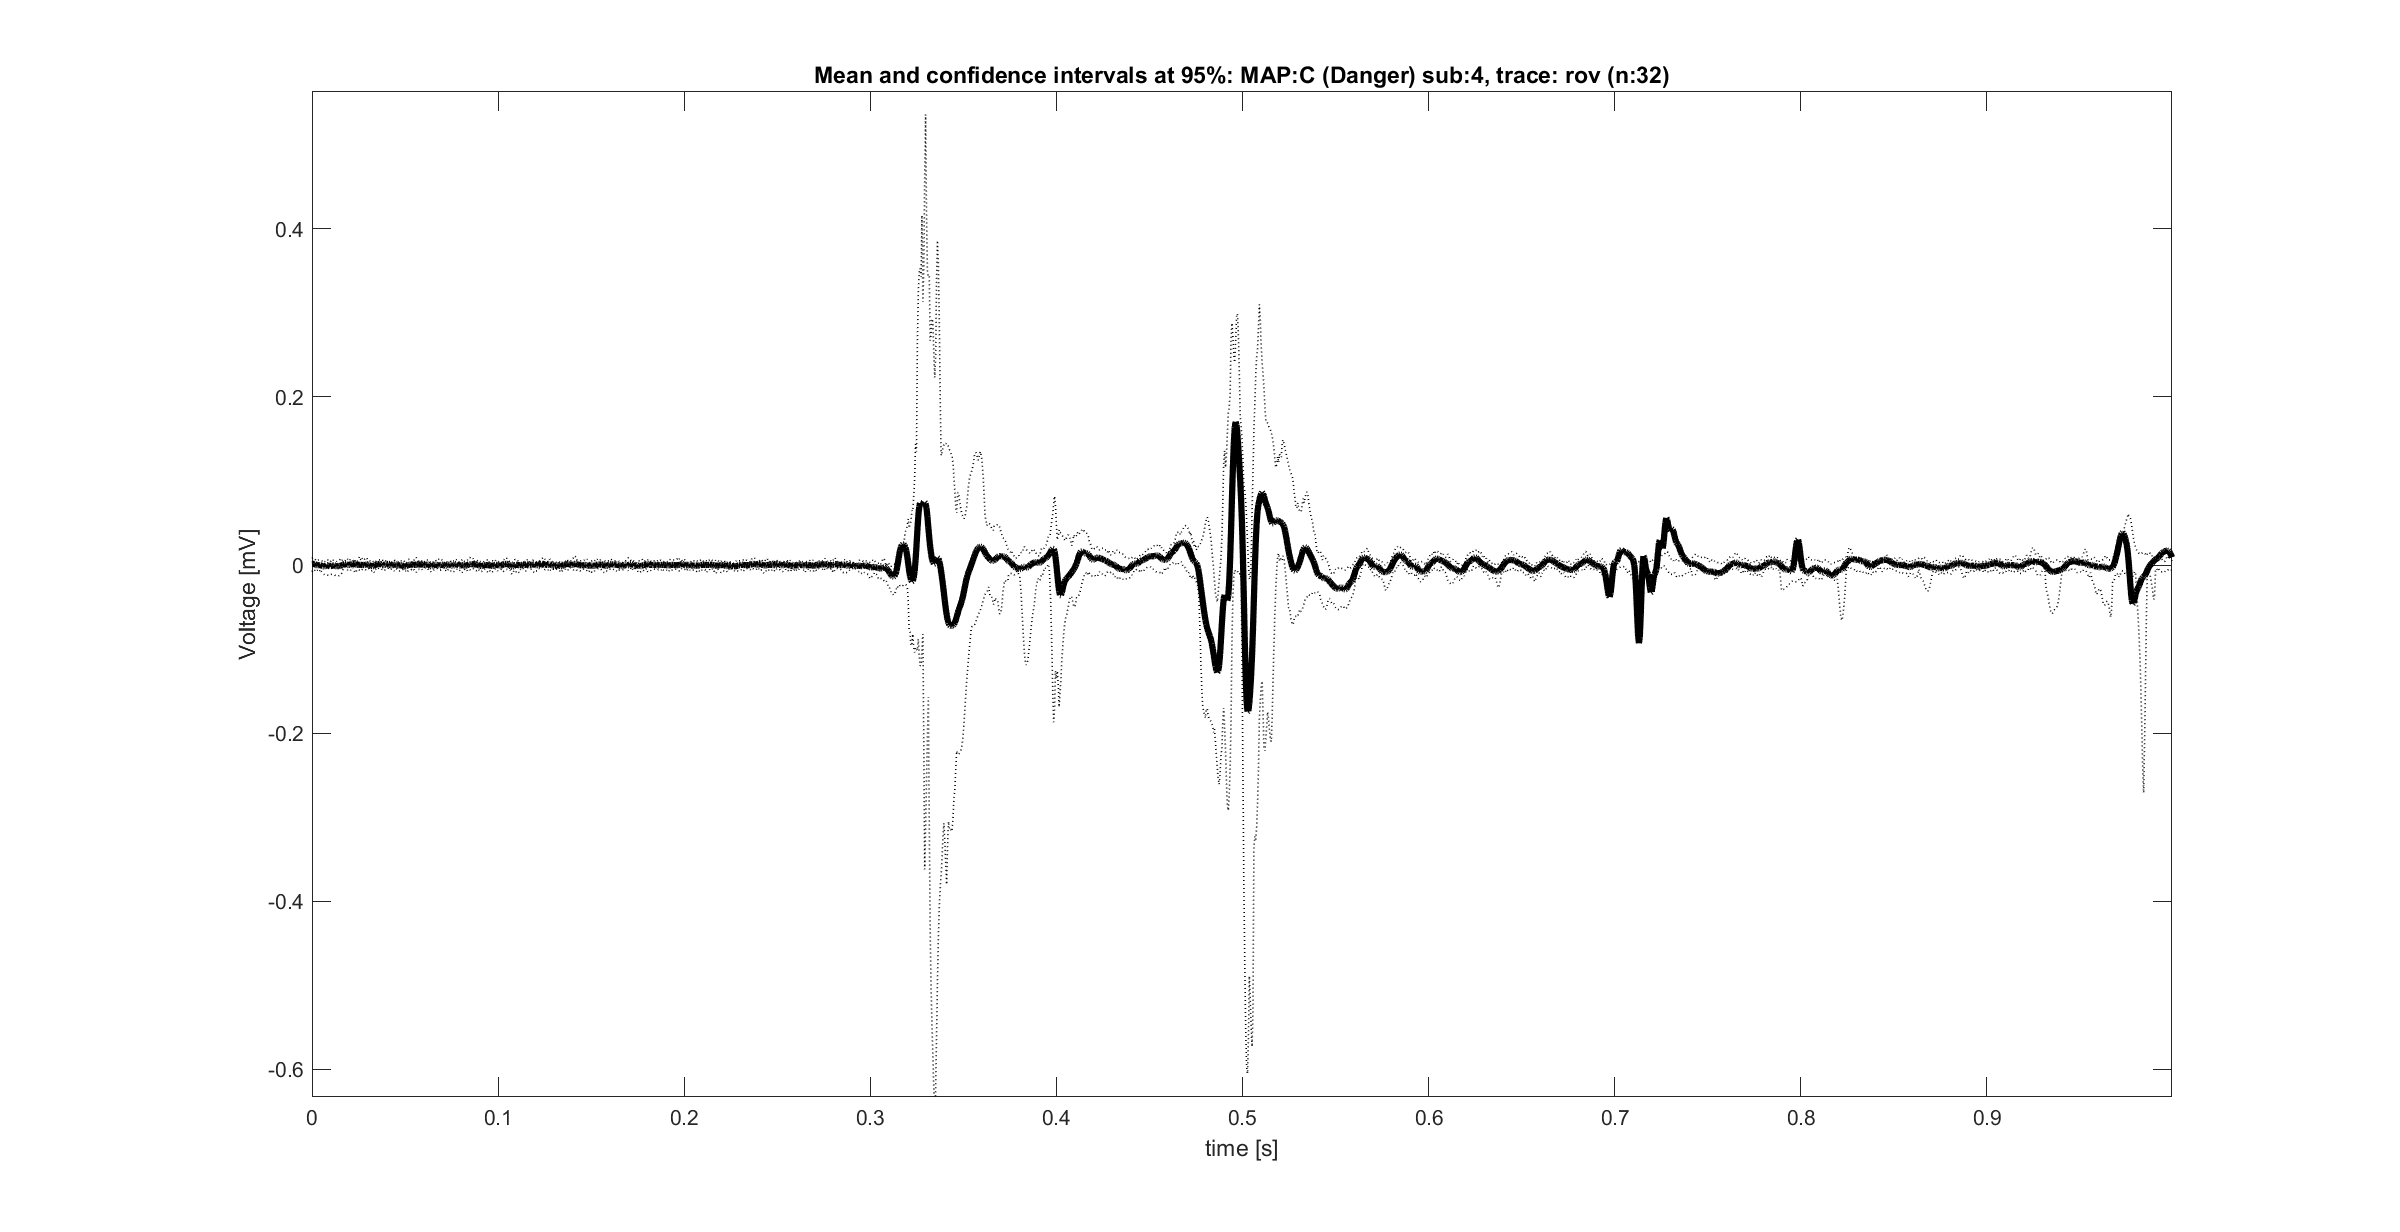 Mean and confidence intervals at 95%: MAP:C (Danger) sub:4, trace: rov (n:32)
Voltage [mV]
0.4
0.2
0
-0.2
-0.4
-0.6
0 0.1 0.2 0.3 0.4 0.5 0.6 0.7 0.8 0.9
time [s]